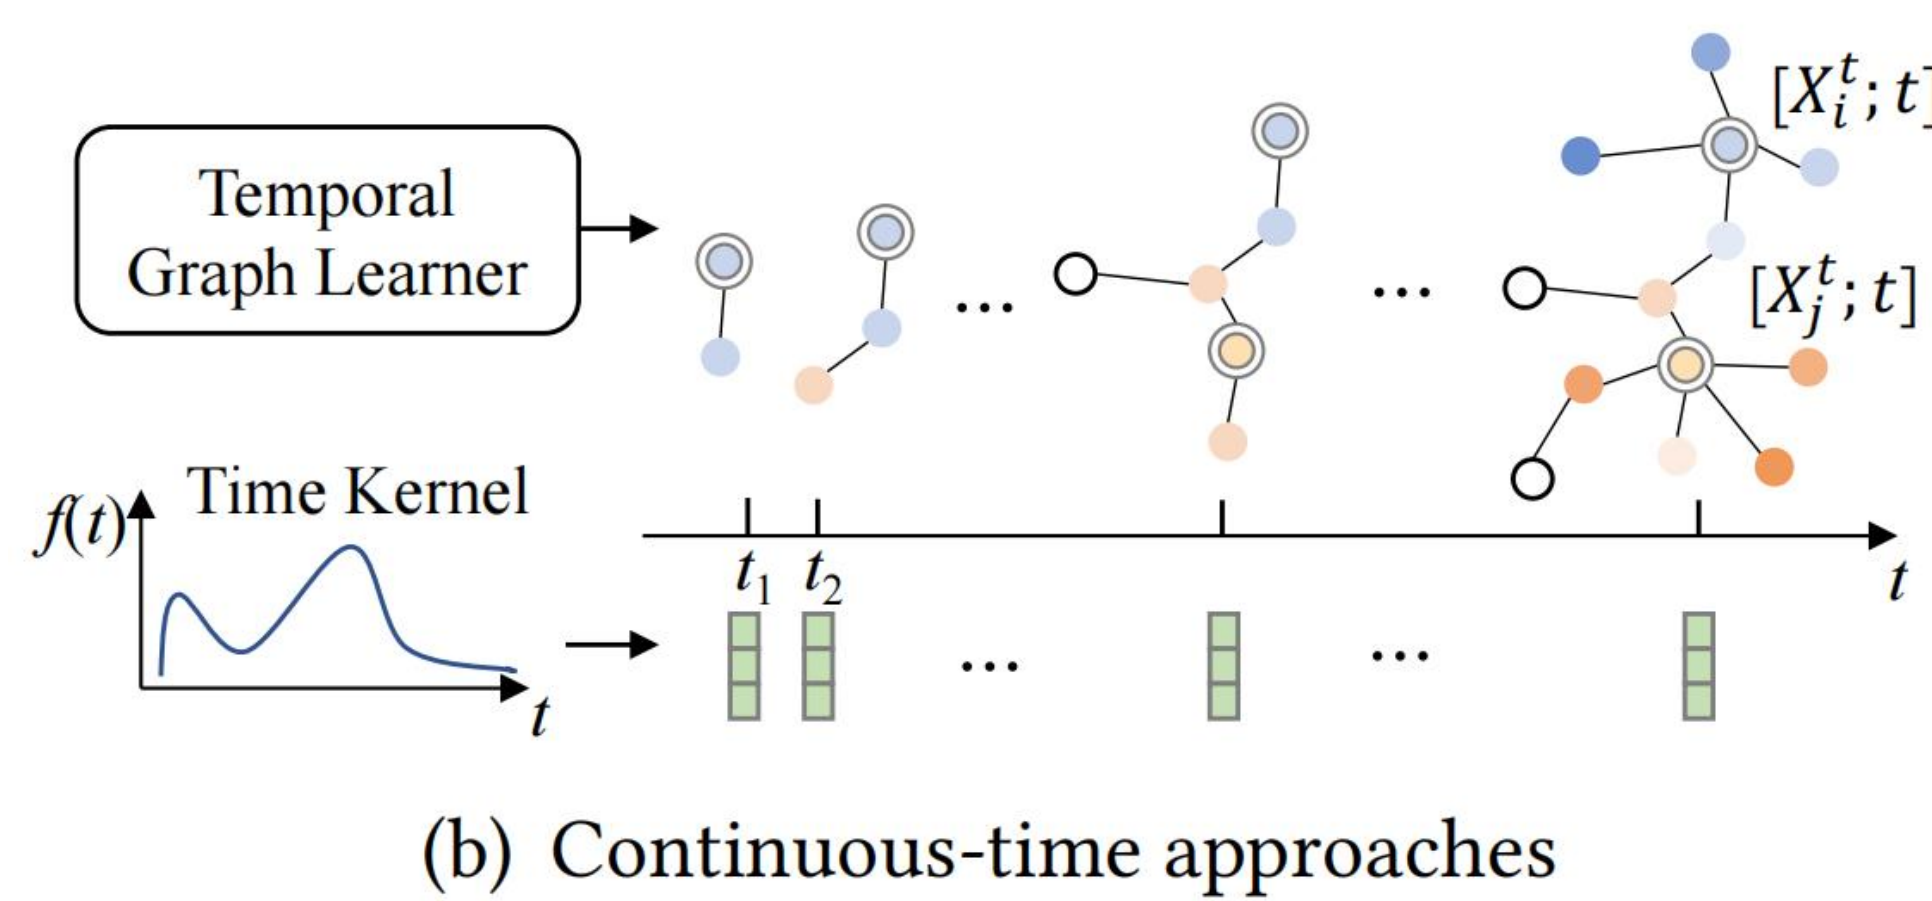 Temporal
Graph Learner
[X_i^t; t]
[X_j^t; t]
...
...
Time Kernel
f(t)
t
t_1 t_2
t
...
...
(b) Continuous-time approaches